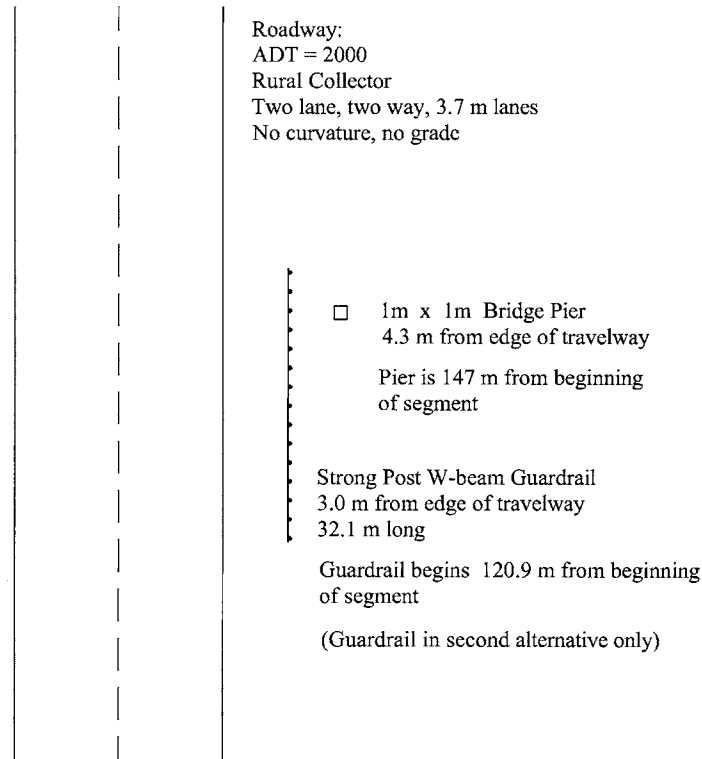 Roadway:
ADT = 2000
Rural Collector
Two lane, two way, 3.7 m lanes
No curvature, no grade
1m x 1m Bridge Pier
4.3 m from edge of travelway
Pier is 147 m from beginning
of segment
Strong Post W-beam Guardrail
3.0 m from edge of travelway
32.1 m long
Guardrail begins 120.9 m from beginning
of segment
(Guardrail in second alternative only)